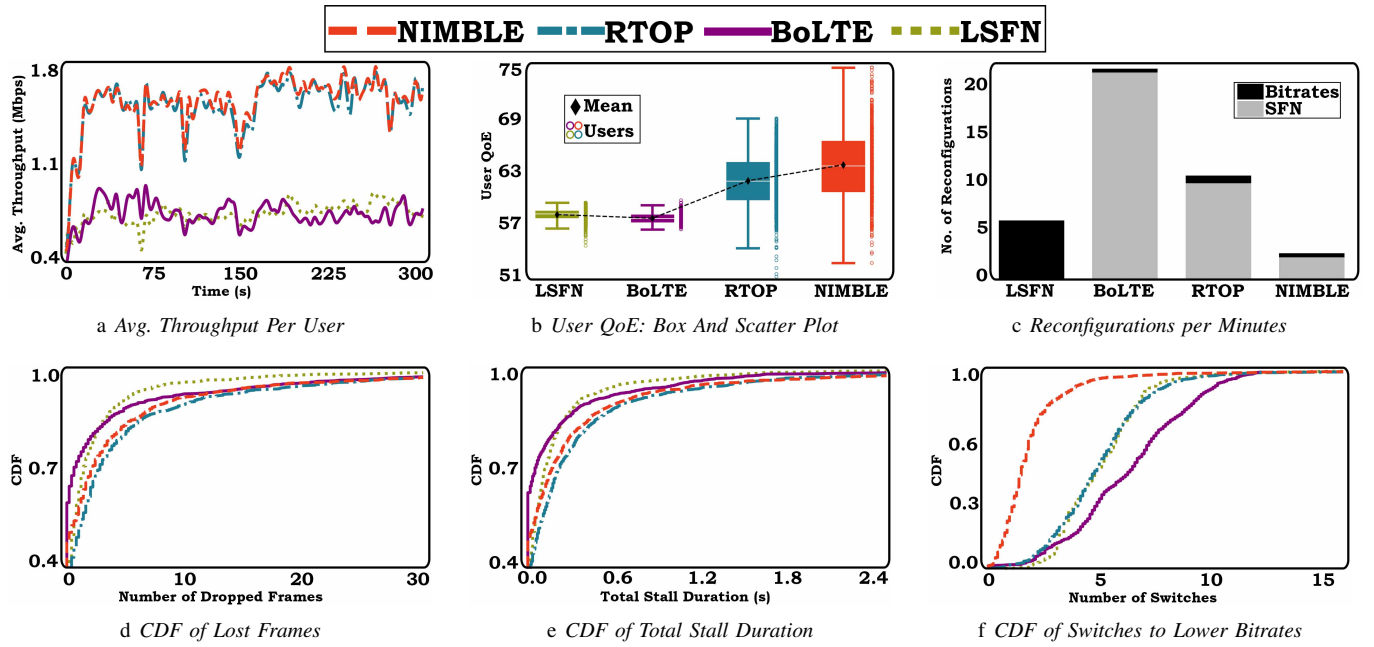 NIMBLE RTOP BoLTE LSFN
Avg. Throughput (Mbps)
1.8
1.1
0.4
0 75 150 225 300
Time (s)
a Avg. Throughput Per User
User QoE
75
69
63
57
51
Mean
Users
LSFN BoLTE RTOP NIMBLE
b User QoE: Box And Scatter Plot
No. of Reconfigurations
20
15
10
5
0
Bitrates
SFN
LSFN BoLTE RTOP NIMBLE
c Reconfigurations per Minutes
CDF
1.0
0.7
0.4
0 10 20 30
Number of Dropped Frames
d CDF of Lost Frames
CDF
1.0
0.7
0.4
0.0 0.6 1.2 1.8 2.4
Total Stall Duration (s)
e CDF of Total Stall Duration
CDF
1.0
0.6
0.3
0.0
0 5 10 15
Number of Switches
f CDF of Switches to Lower Bitrates